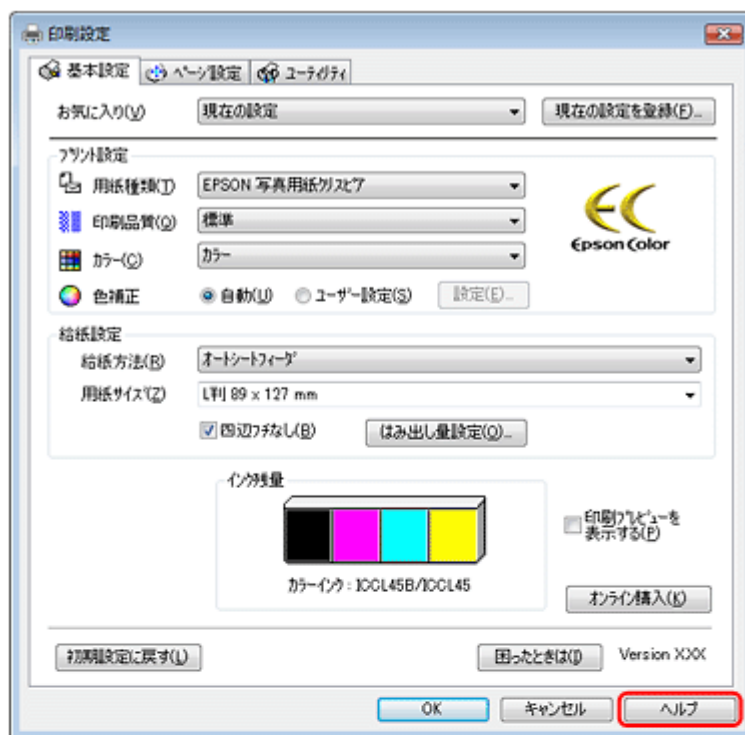 印刷設定
基本設定 ページ設定 ユーティリティ
お気に入り(V) 現在の設定 現在の設定を登録(F)...
プリント設定
用紙種類(T) EPSON 写真用紙クリスピア
印刷品質(Q) 標準
カラー(C) カラー
色補正 自動(U) ユーザー設定(S) 設定(E)...
EC
Epson Color
給紙設定
給紙方法(R) オートシートフィーダ
用紙サイズ(Z) L判 89 x 127 mm
四辺フチなし(B) はみ出し量設定(O)...
インク残量
カラーインク : ICCL45B/ICCL45
印刷プレビューを
表示する(P)
オンライン購入(K)
初期設定に戻す(L) 困ったときは(I) Version X.XX
OK キャンセル ヘルプ